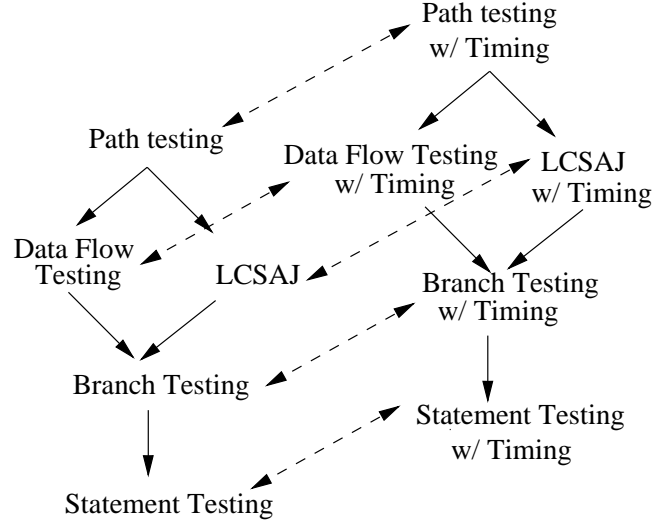 Path testing
w/ Timing
Path testing
Data Flow Testing
w/ Timing
LCSAJ
w/ Timing
Data Flow
Testing
LCSAJ
Branch Testing
w/ Timing
Branch Testing
Statement Testing
w/ Timing
Statement Testing